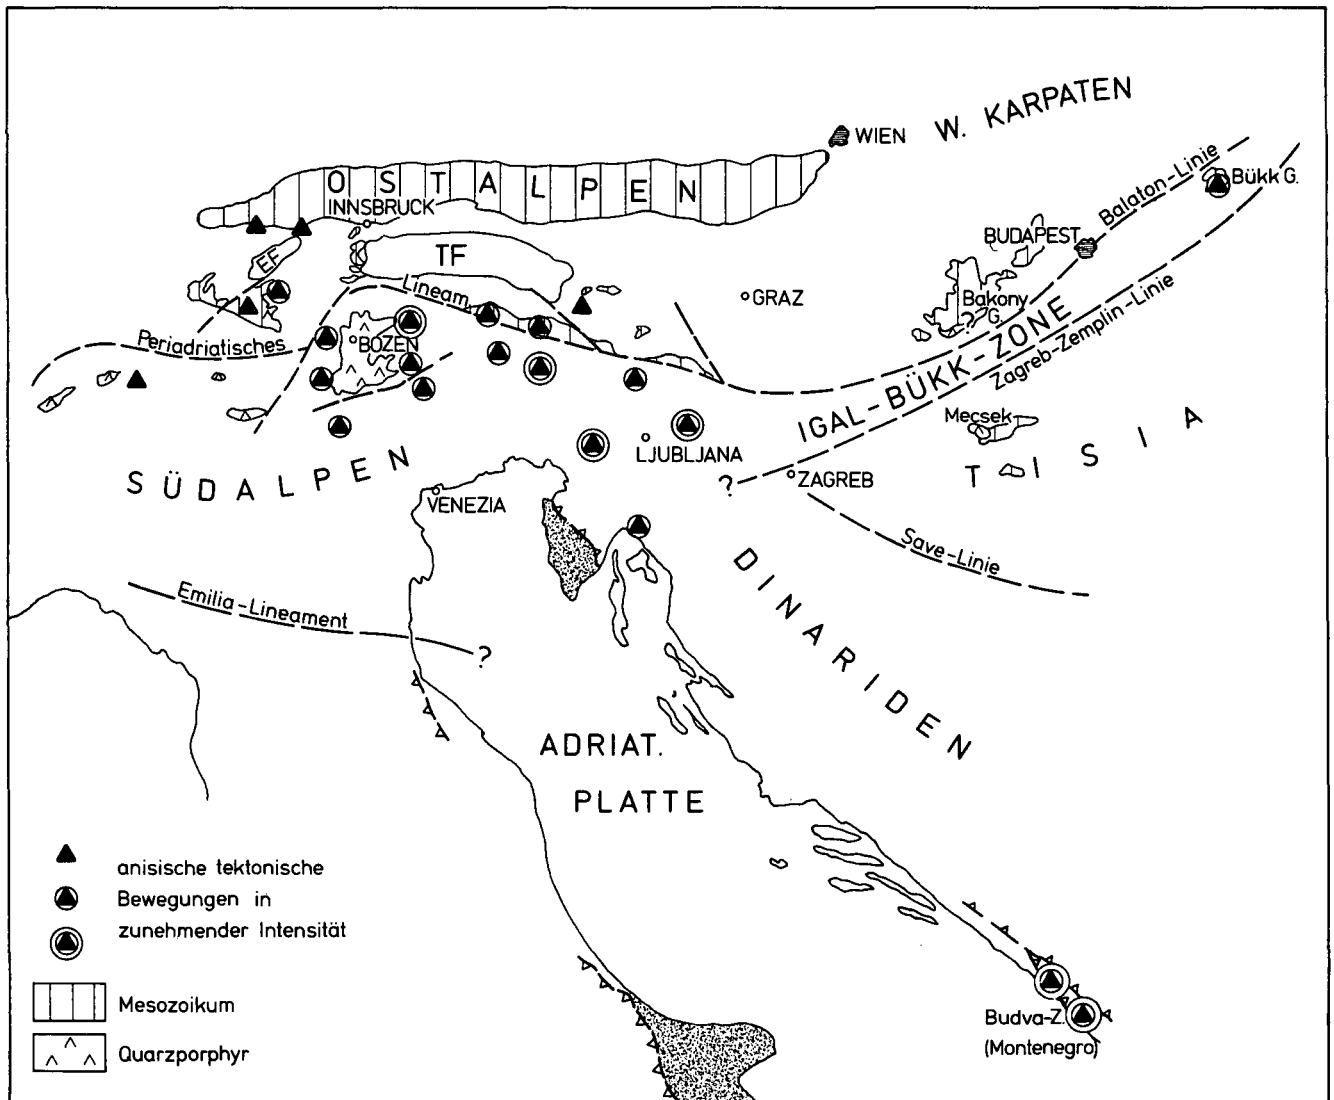 WIEN
W. KARPATEN
OSTALPEN
INNSBRUCK
Balaton-Linie
Bükk G.
BUDAPEST
EF
TF
Lineam.
GRAZ
Bakony
G.
?
Periadriatisches
BOZEN
IGAL-BÜKK-ZONE
Zagreb-Zemplin-Linie
Mecsek
TISIA
LJUBLJANA
SÜDALPEN
?
ZAGREB
VENEZIA
Save-Linie
DINARIDEN
Emilia-Lineament
?
ADRIAT.
PLATTE
anisische tektonische
Bewegungen in
zunehmender Intensität
Mesozoikum
Quarzporphyr
Budva-Z.
(Montenegro)